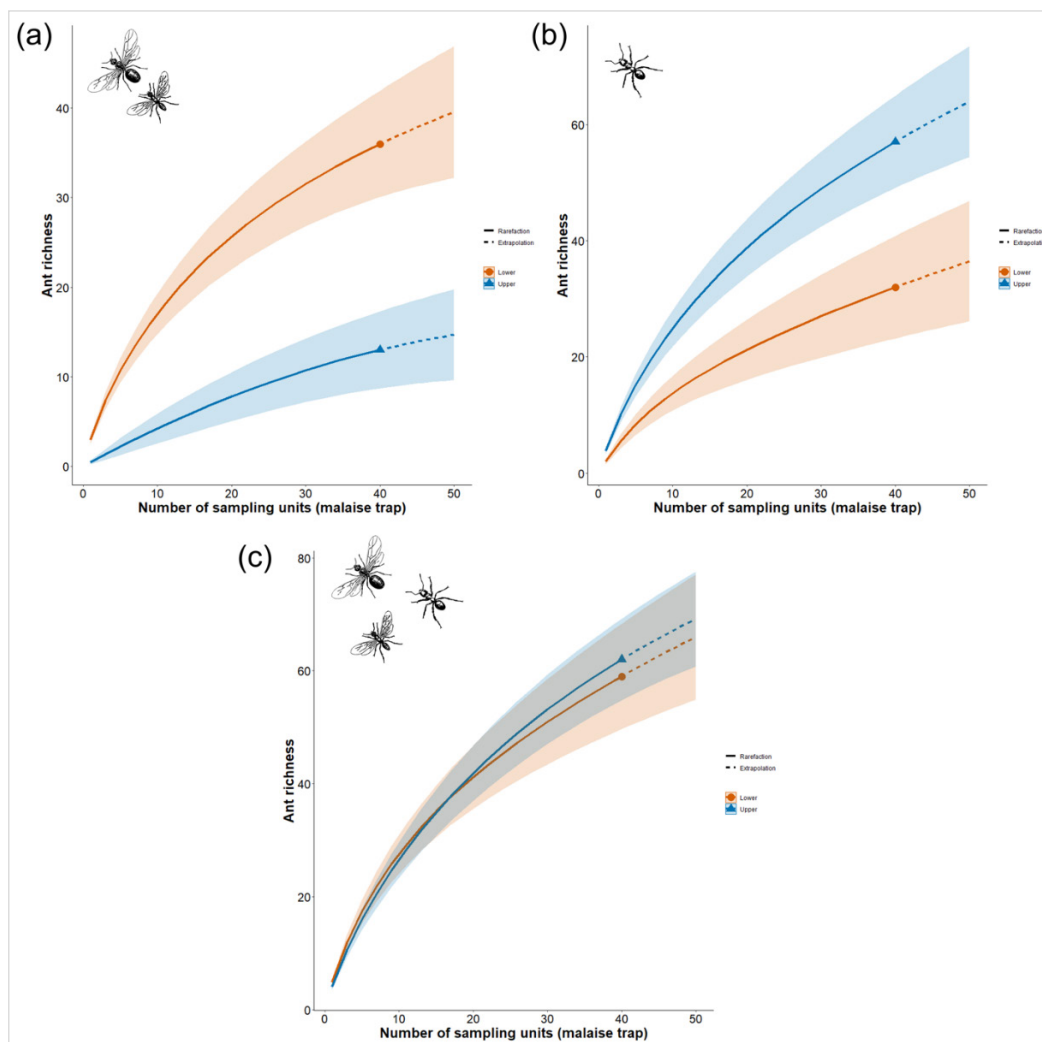 (a)
40
30
20
10
0
Ant richness
0 10 20 30 40 50
Number of sampling units (malaise trap)
Rarefaction
Extrapolation
Lower
Upper
(b)
60
40
20
0
Ant richness
0 10 20 30 40 50
Number of sampling units (malaise trap)
Rarefaction
Extrapolation
Lower
Upper
(c)
80
60
40
20
0
Ant richness
0 10 20 30 40 50
Number of sampling units (malaise trap)
Rarefaction
Extrapolation
Lower
Upper